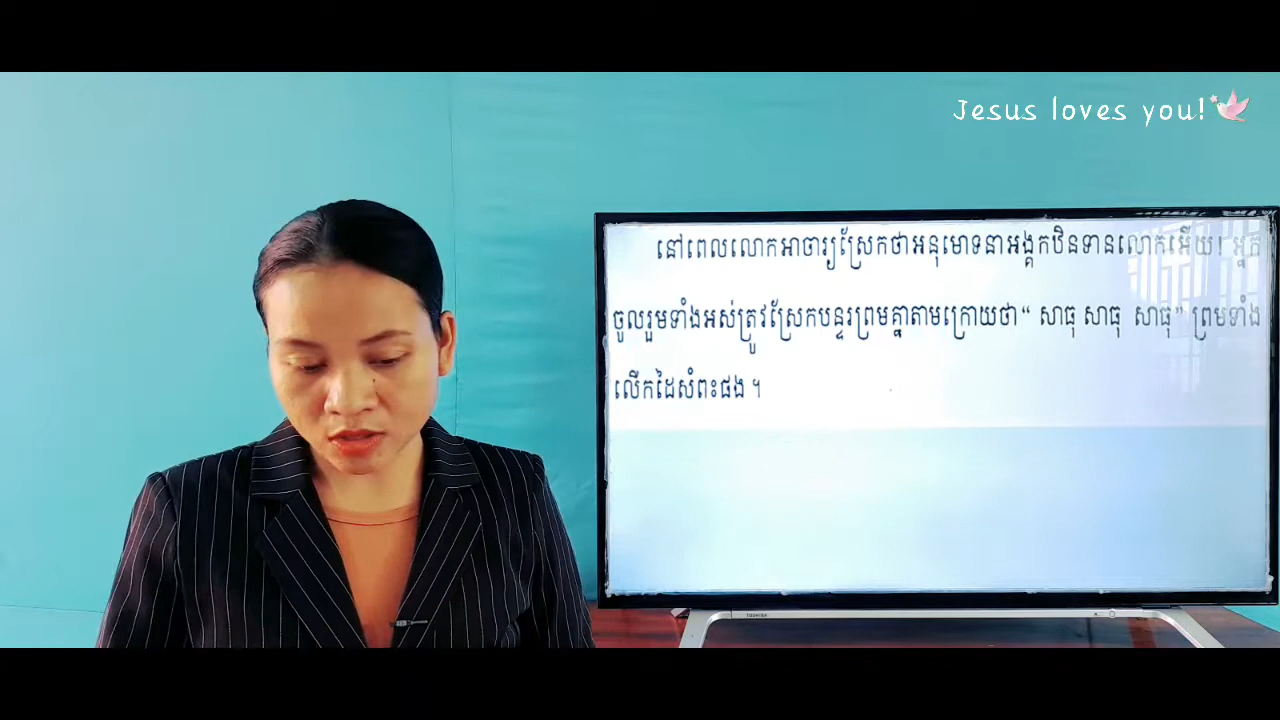 Jesus loves you!
នៅពេលលោកអាចារ្យស្រែកថាអនុមោទនាអង្គកឋិនទានលោកអើយ! អ្នក
ចូលរួមទាំងអស់ត្រូវស្រែកបន្ទរព្រមគ្នាតាមក្រោយថា“ សាធុ សាធុ សាធុ” ព្រមទាំង
លើកដៃសំពះផង ។
TOSHIBA